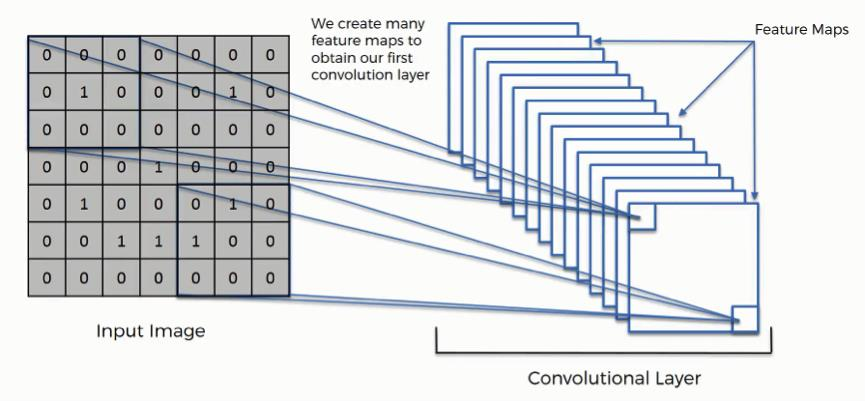 We create many
feature maps to
obtain our first
convolution layer
Feature Maps
0 0 0 0 0 0 0
0 1 0 0 0 1 0
0 0 0 0 0 0 0
0 0 0 1 0 0 0
0 1 0 0 0 1 0
0 0 1 1 1 0 0
0 0 0 0 0 0 0
Input Image
Convolutional Layer